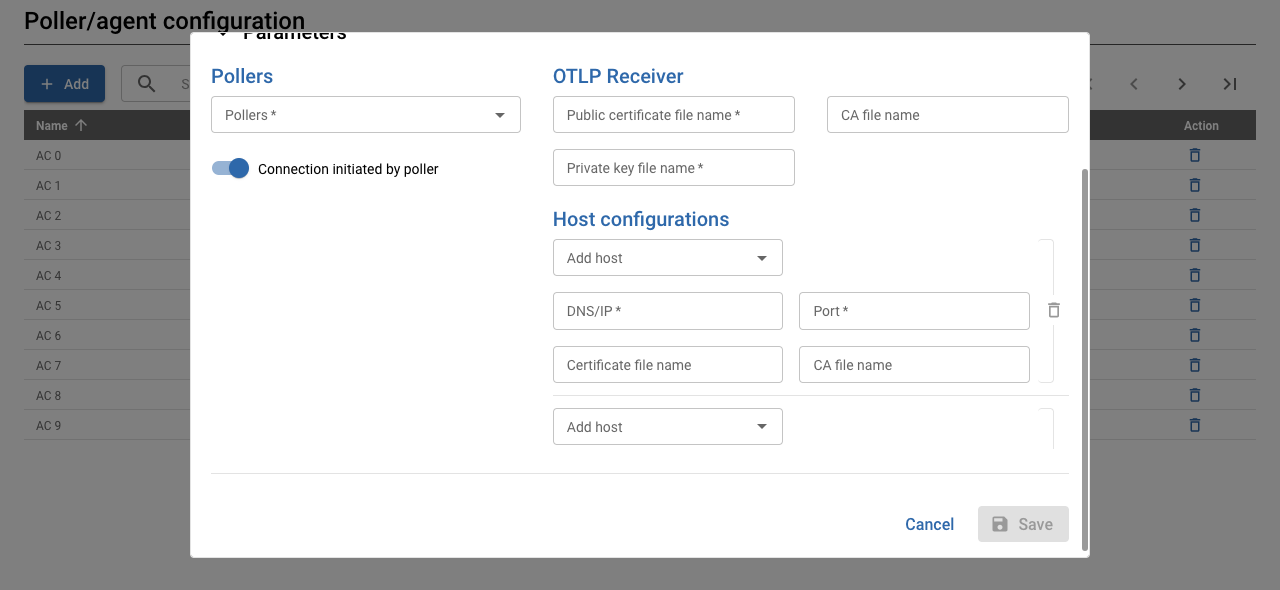 Poller/agent configuration
Parameters
Add
S
Name
Action
AC 0
AC 1
AC 2
AC 3
AC 4
AC 5
AC 6
AC 7
AC 8
AC 9
Pollers
Pollers *
Connection initiated by poller
OTLP Receiver
Public certificate file name *
CA file name
Private key file name *
Host configurations
Add host
DNS/IP *
Port *
Certificate file name
CA file name
Add host
Cancel
Save